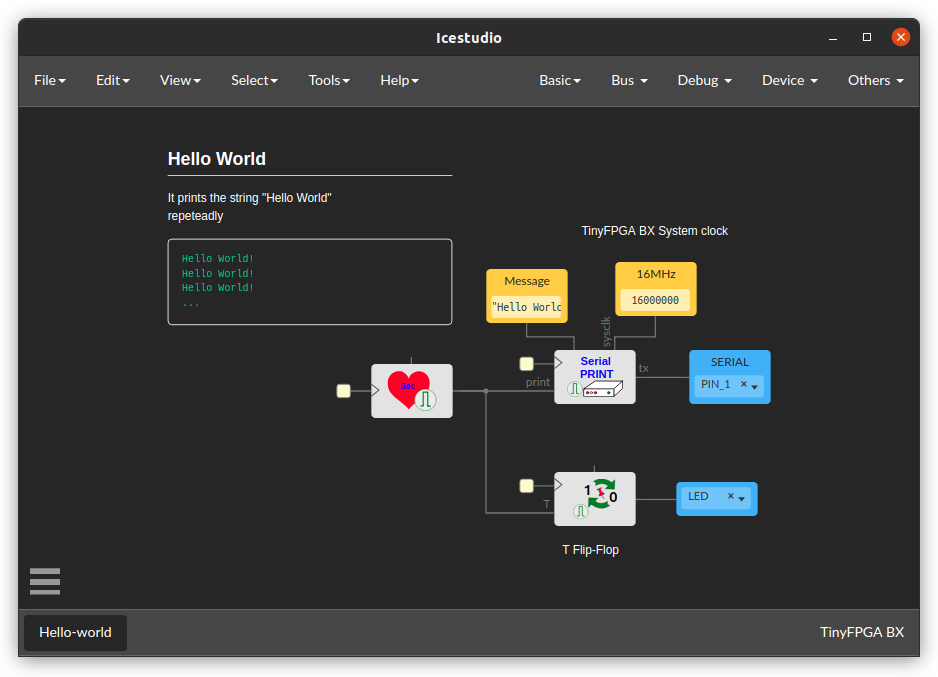 Icestudio
File Edit View Select Tools Help Basic Bus Debug Device Others
Hello World
It prints the string "Hello World"
repeteadly
Hello World!
Hello World!
Hello World!
...
TinyFPGA BX System clock
Message
"Hello World
16MHz
16000000
sysclk
Sec
print
Serial
PRINT
tx
SERIAL
PIN_1
T
1
0
LED
T Flip-Flop
Hello-world
TinyFPGA BX